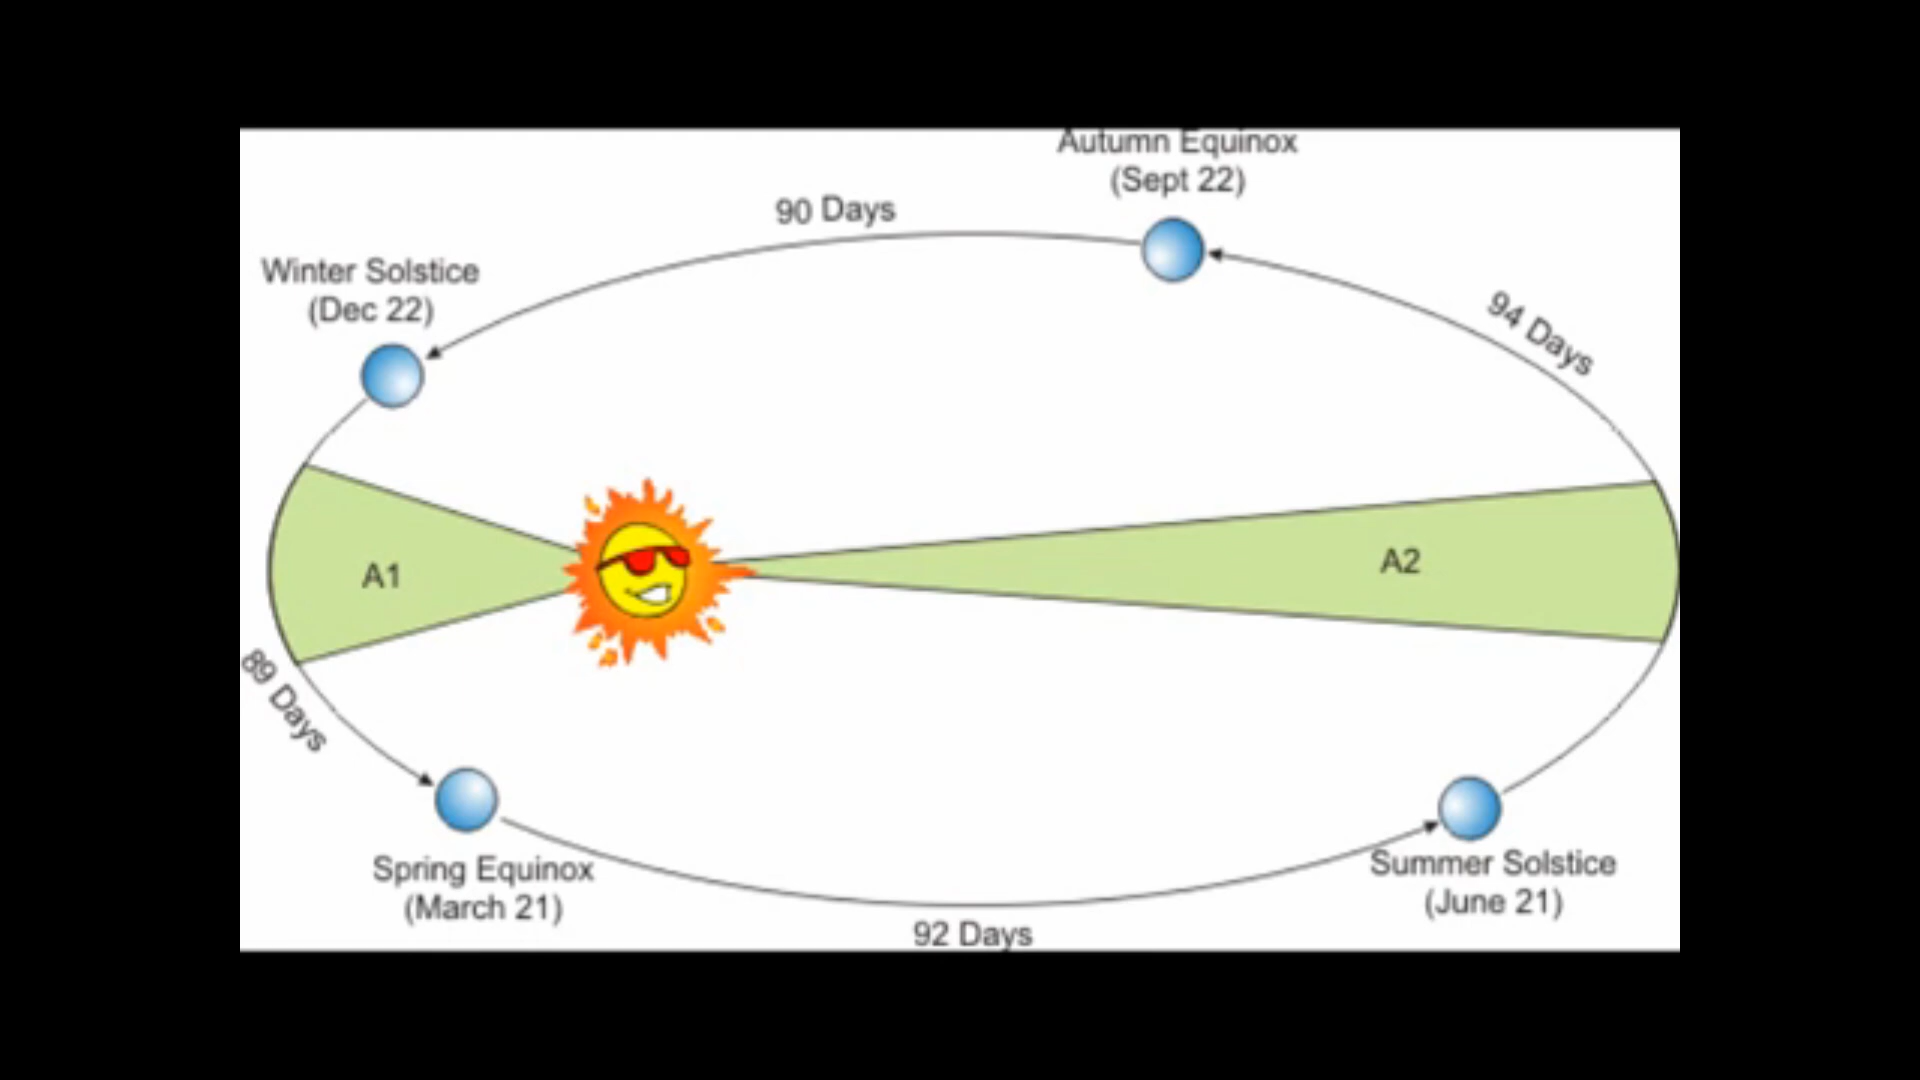 Autumn Equinox
(Sept 22)
90 Days
Winter Solstice
(Dec 22)
94 Days
A1
A2
89 Days
Spring Equinox
(March 21)
Summer Solstice
(June 21)
92 Days